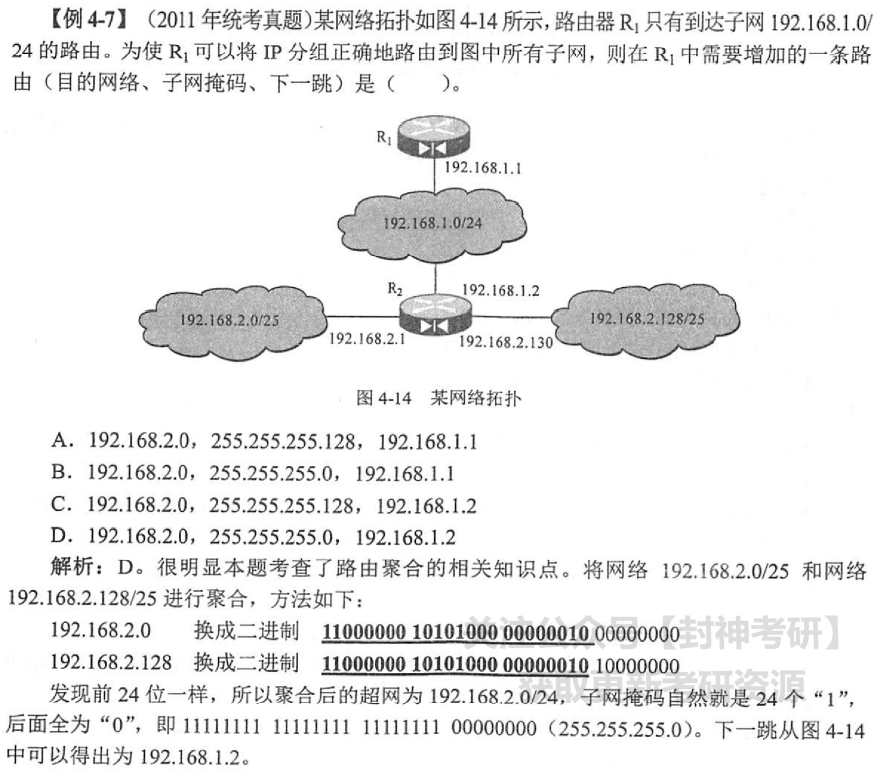 【例 4-7】（2011 年统考真题）某网络拓扑如图 4-14 所示，路由器 R1 只有到达子网 192.168.1.0/
24 的路由。为使 R1 可以将 IP 分组正确地路由到图中所有子网，则在 R1 中需要增加的一条路
由（目的网络、子网掩码、下一跳）是（  ）。
R1
192.168.1.1
192.168.1.0/24
R2
192.168.1.2
192.168.2.0/25
192.168.2.128/25
192.168.2.1
192.168.2.130
图 4-14 某网络拓扑
A．192.168.2.0，255.255.255.128，192.168.1.1
B．192.168.2.0，255.255.255.0，192.168.1.1
C．192.168.2.0，255.255.255.128，192.168.1.2
D．192.168.2.0，255.255.255.0，192.168.1.2
解析：D。很明显本题考查了路由聚合的相关知识点。将网络 192.168.2.0/25 和网络
192.168.2.128/25 进行聚合，方法如下：
192.168.2.0 换成二进制 11000000 10101000 00000010 00000000
192.168.2.128 换成二进制 11000000 10101000 00000010 10000000
发现前 24 位一样，所以聚合后的超网为 192.168.2.0/24，子网掩码自然就是 24 个“1”，
后面全为“0”，即 11111111 11111111 11111111 00000000（255.255.255.0）。下一跳从图 4-14
中可以得出为 192.168.1.2。
关注公众号【封神考研】
获取更新考研资源